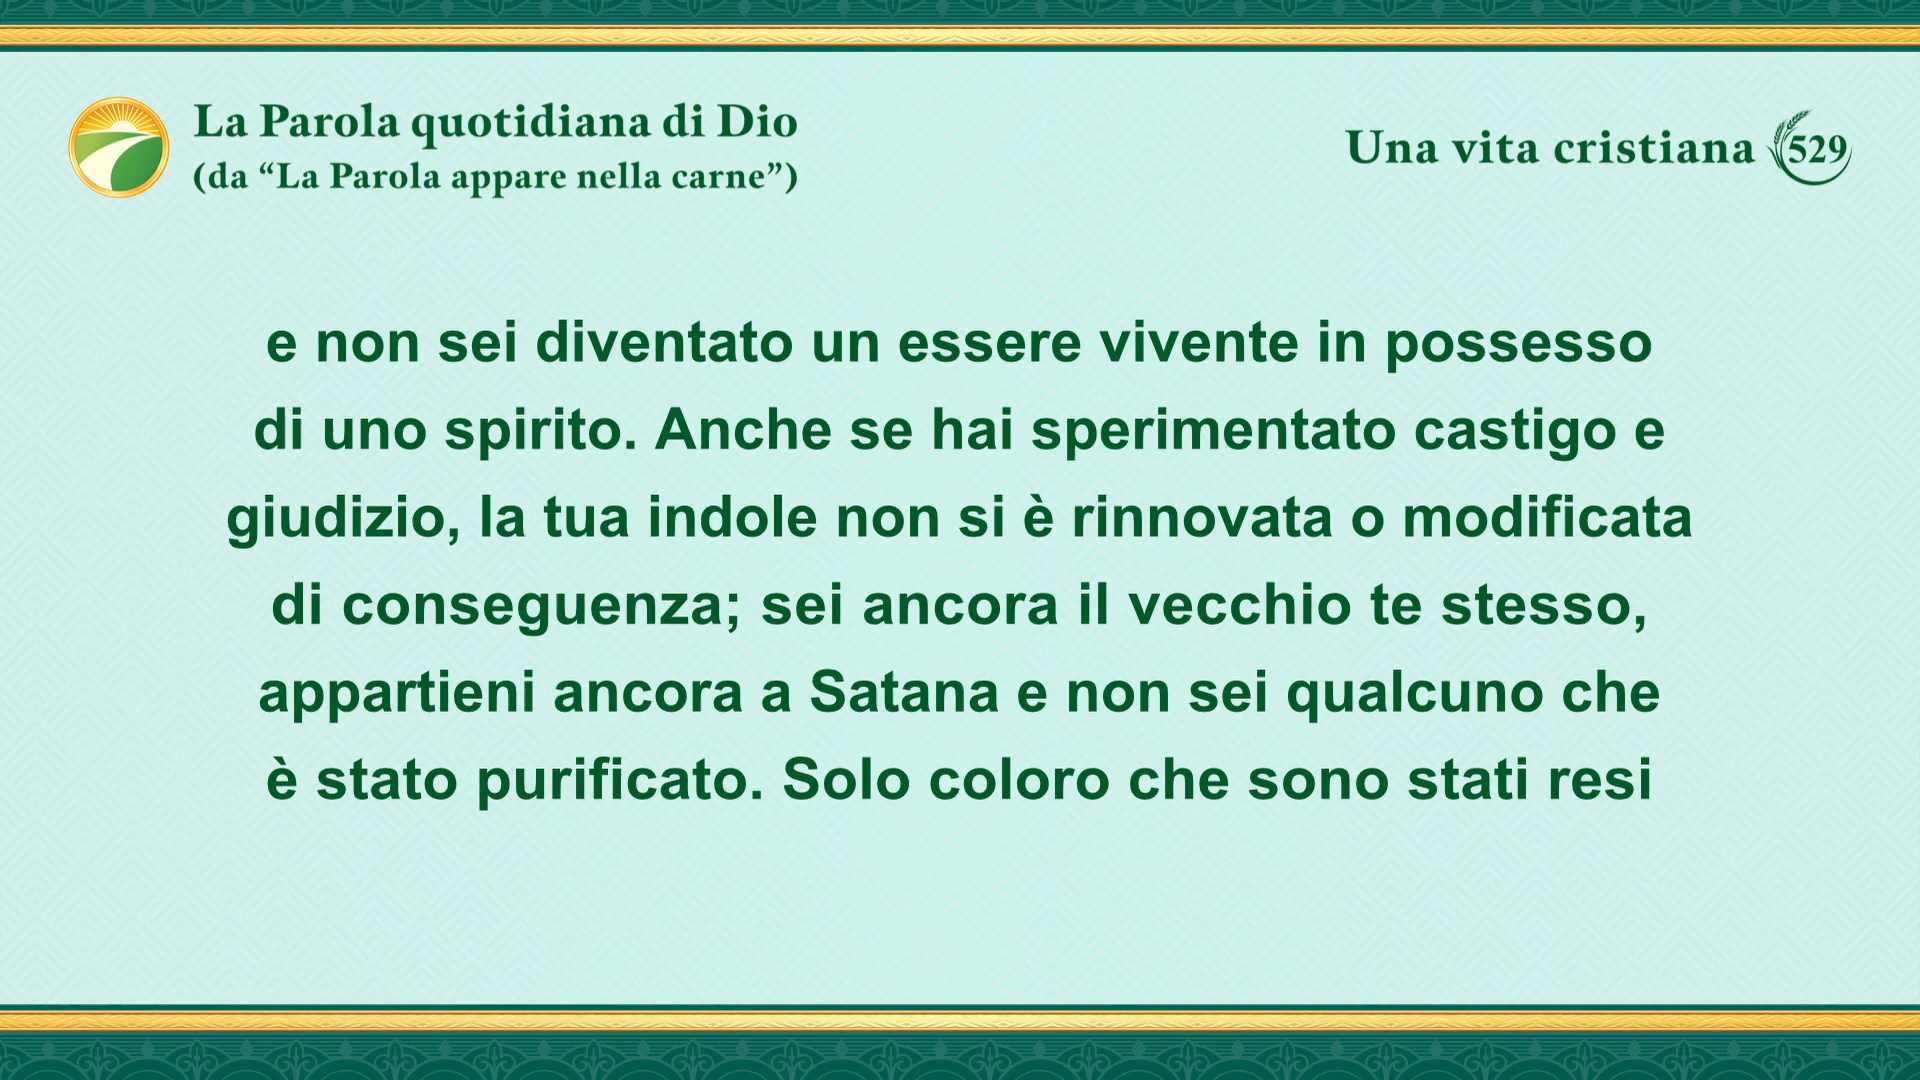 La Parola quotidiana di Dio
(da “La Parola appare nella carne”)
Una vita cristiana 529
e non sei diventato un essere vivente in possesso
di uno spirito. Anche se hai sperimentato castigo e
giudizio, la tua indole non si è rinnovata o modificata
di conseguenza; sei ancora il vecchio te stesso,
appartieni ancora a Satana e non sei qualcuno che
è stato purificato. Solo coloro che sono stati resi